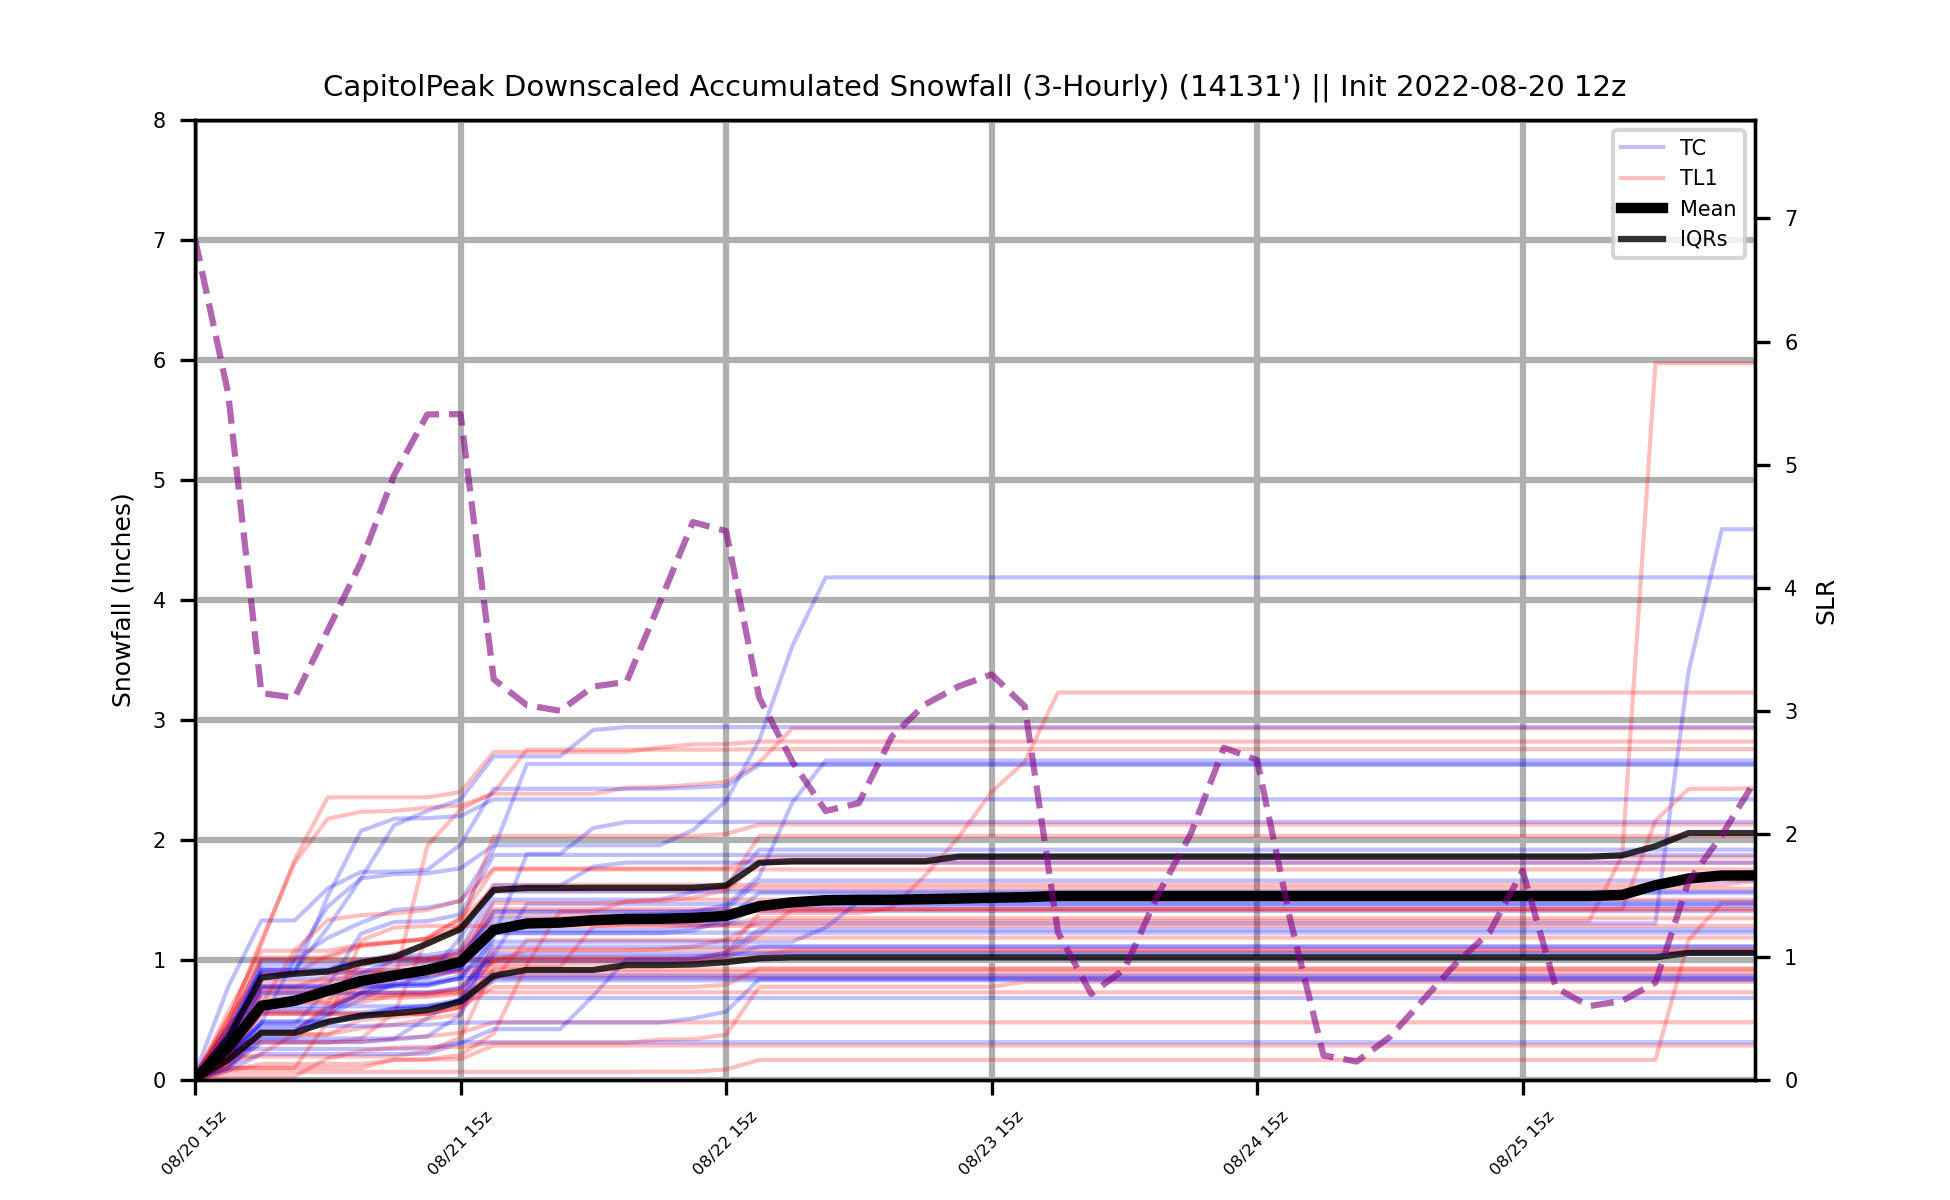 CapitolPeak Downscaled Accumulated Snowfall (3-Hourly) (14131') || Init 2022-08-20 12z
TC
TL1
Mean
IQRs
Snowfall (Inches)
8
7
6
5
4
3
2
1
0
SLR
7
6
5
4
3
2
1
0
08/20 15z
08/21 15z
08/22 15z
08/23 15z
08/24 15z
08/25 15z